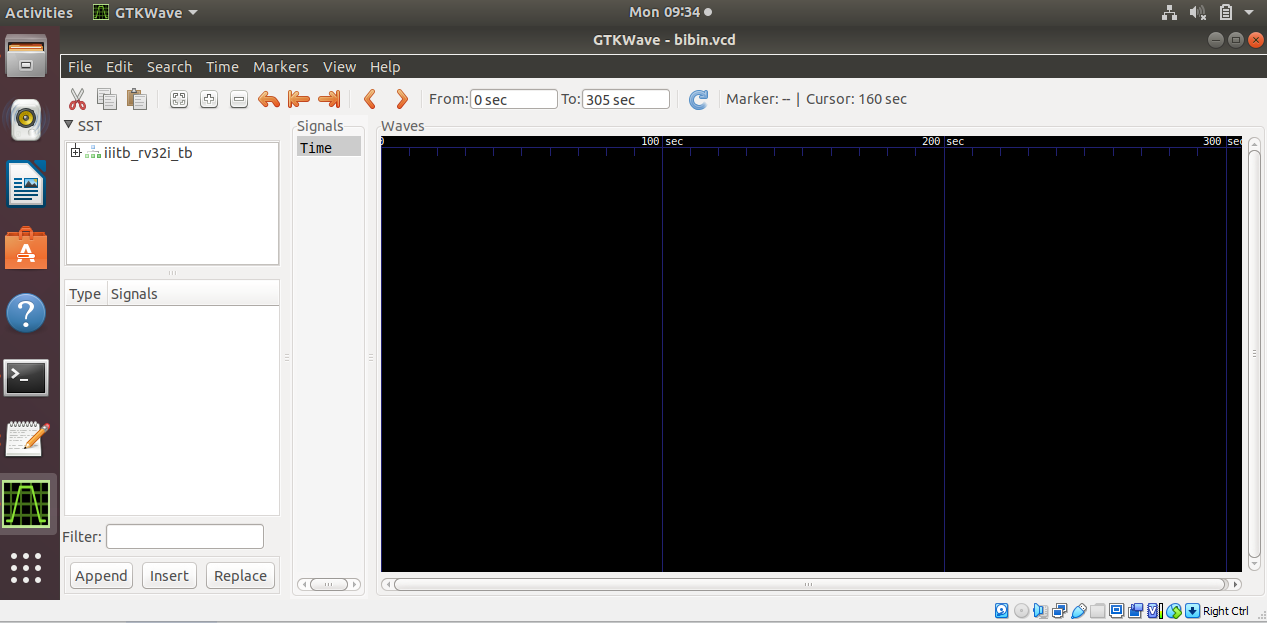 Activities GTKWave Mon 09:34
GTKWave - bibin.vcd
File Edit Search Time Markers View Help
From: 0 sec To: 305 sec Marker: -- | Cursor: 160 sec
SST
iiitb_rv32i_tb
Signals
Time
Waves
0 100 sec 200 sec 300 sec
Type Signals
Filter:
Append Insert Replace
Right Ctrl